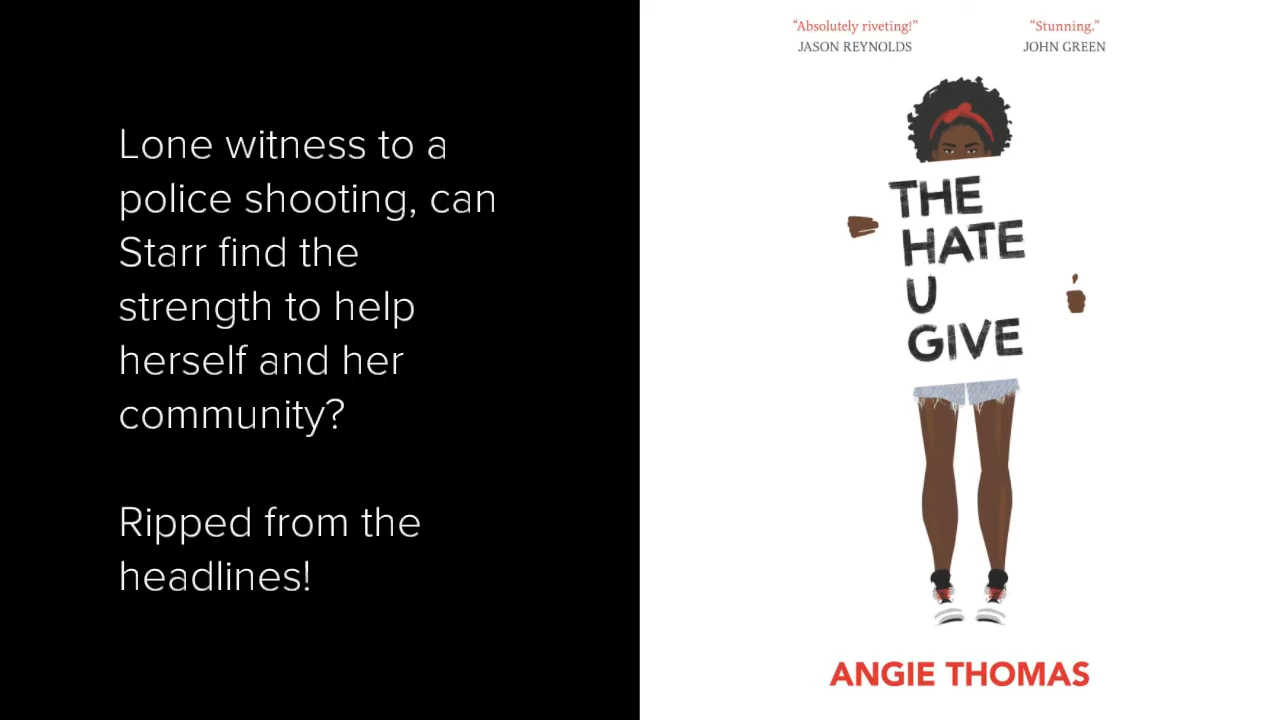 Lone witness to a
police shooting, can
Starr find the
strength to help
herself and her
community?
Ripped from the
headlines!
“Absolutely riveting!”
JASON REYNOLDS
“Stunning.”
JOHN GREEN
THE
HATE
U
GIVE
ANGIE THOMAS